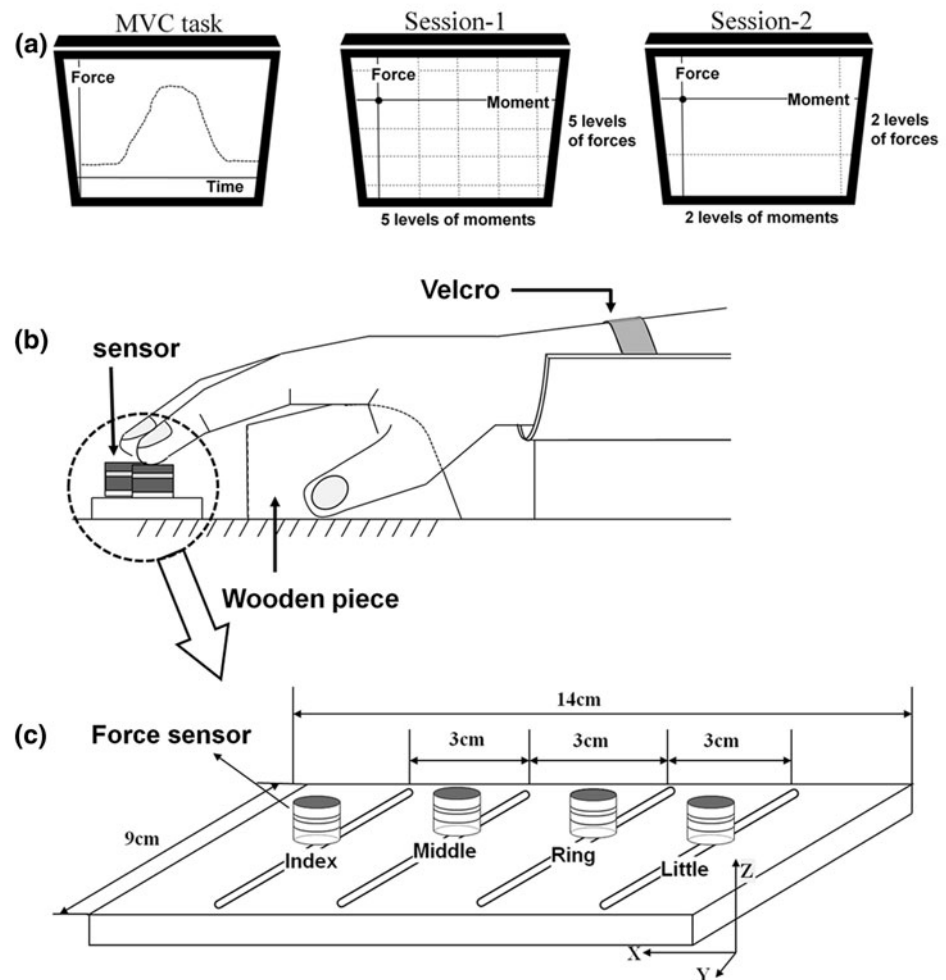 (a)
MVC task
Force
Time
Session-1
Force
Moment
5 levels
of forces
5 levels of moments
Session-2
Force
Moment
2 levels
of forces
2 levels of moments
(b)
Velcro
sensor
Wooden piece
(c)
14cm
Force sensor
3cm
3cm
3cm
9cm
Index
Middle
Ring
Little
Z
X
Y